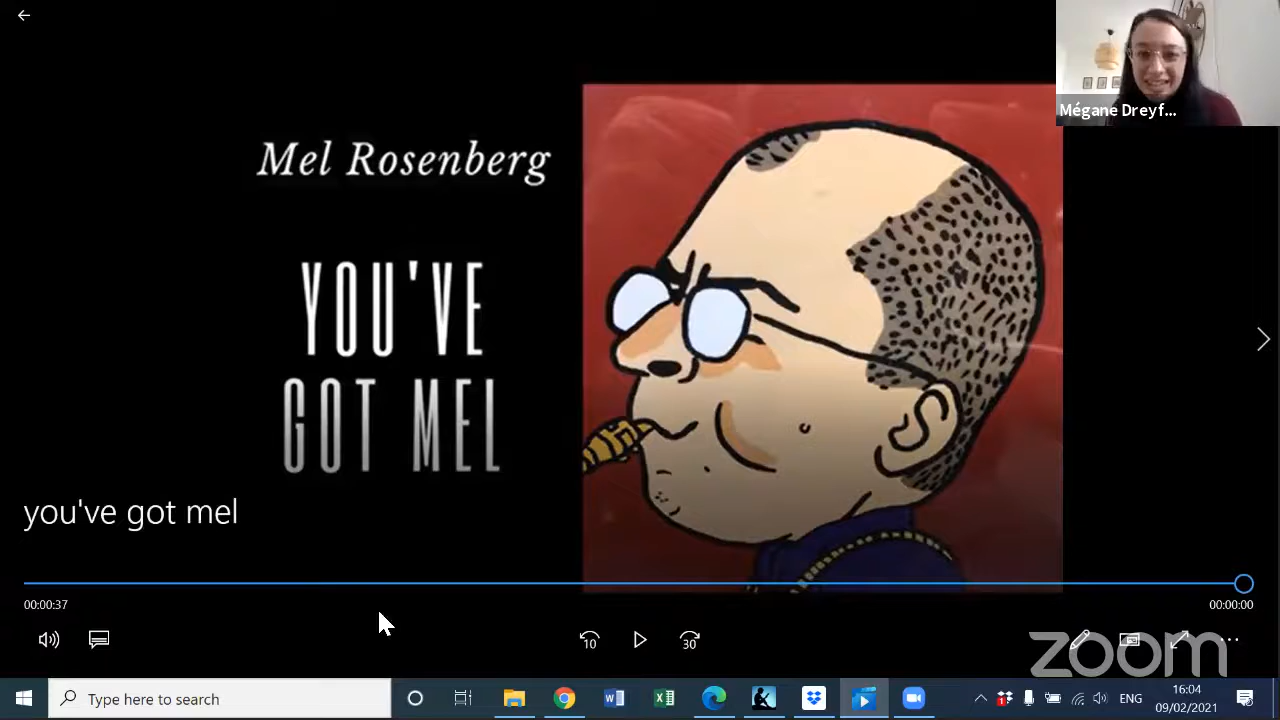 Mégane Dreyf...
Mel Rosenberg
YOU'VE
GOT MEL
you've got mel
00:00:37
00:00:00
10
30
zoom
Type here to search
1
ENG
16:04
09/02/2021